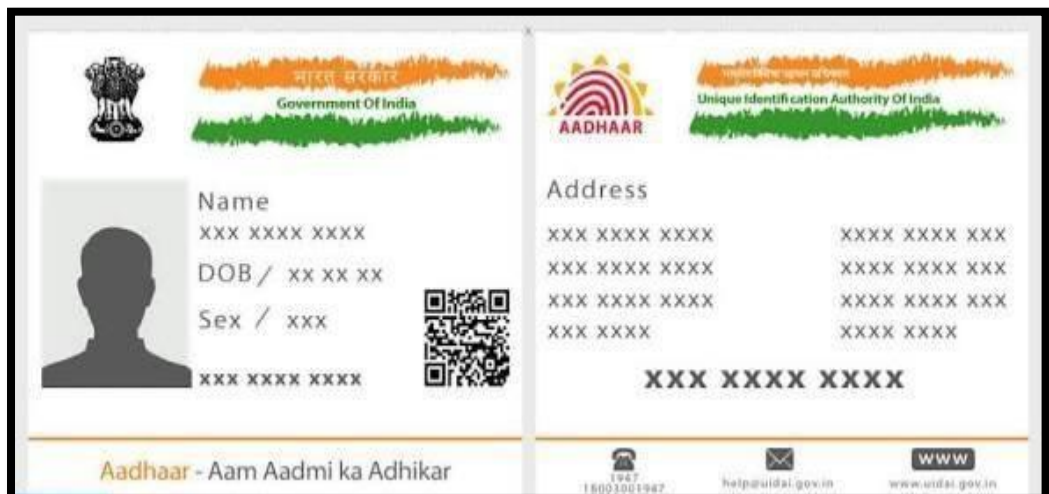 भारत सरकार
Government Of India
Name
xxx xxxx xxxx
DOB / xx xx xx
Sex / xxx
xxx xxxx xxxx
Aadhaar - Aam Aadmi ka Adhikar
AADHAAR
Unique Identification Authority Of India
Address
xxx xxxx xxxx xxxx xxxx xxx
xxx xxxx xxxx xxxx xxxx xxx
xxx xxxx xxxx xxxx xxxx xxx
xxx xxxx xxxx xxxx
xxx xxxx xxxx
1947
18003001947
help@uidai.gov.in
www
www.uidai.gov.in